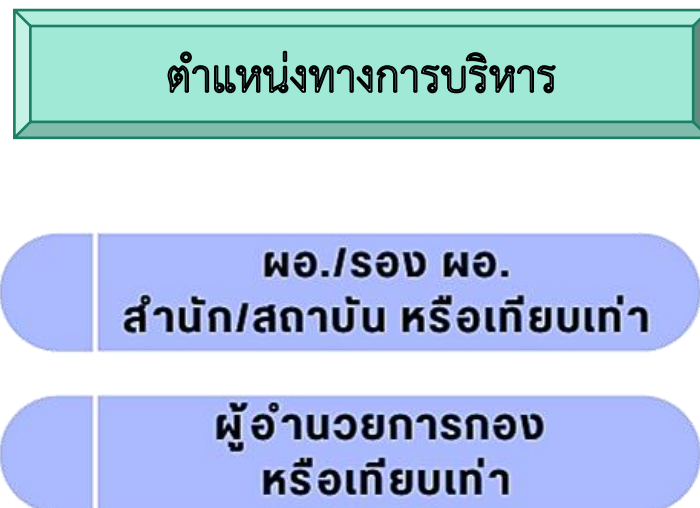 ตำแหน่งทางการบริหาร
ผอ./รอง ผอ.
สำนัก/สถาบัน หรือเทียบเท่า
ผู้อำนวยการกอง
หรือเทียบเท่า